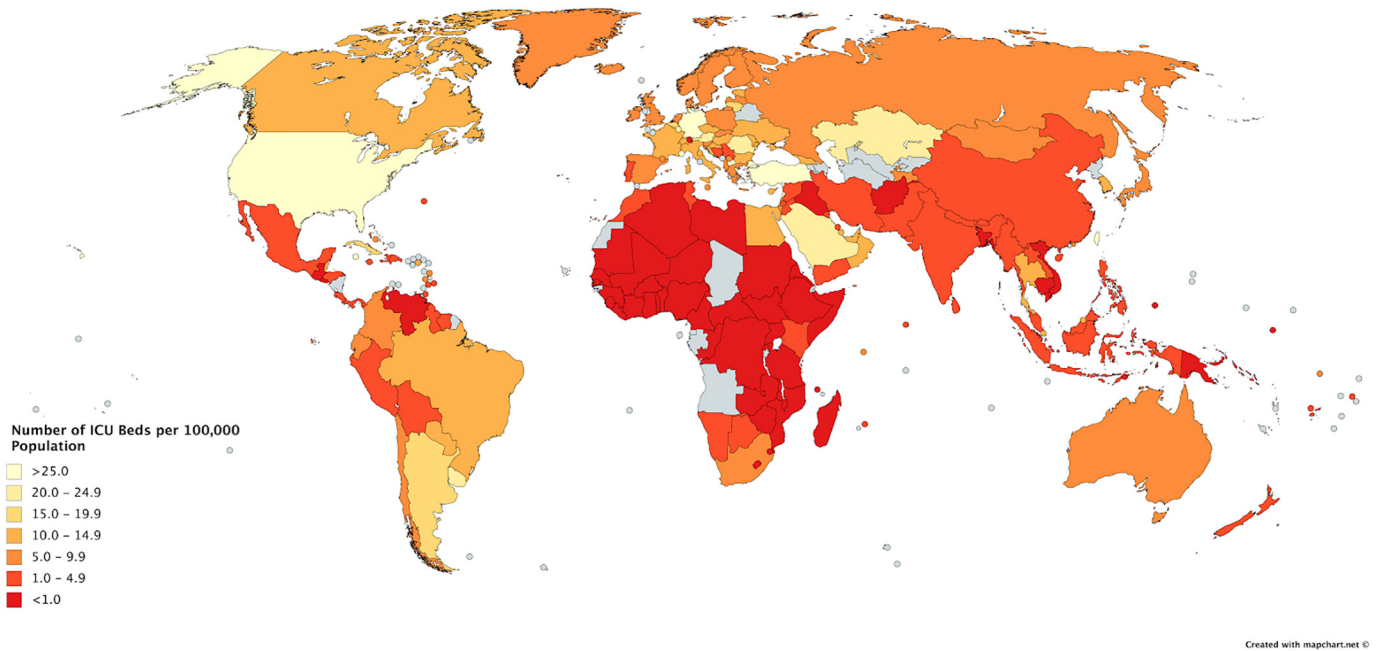 Number of ICU Beds per 100,000
Population
>25.0
20.0 – 24.9
15.0 – 19.9
10.0 – 14.9
5.0 – 9.9
1.0 – 4.9
<1.0
Created with mapchart.net ©